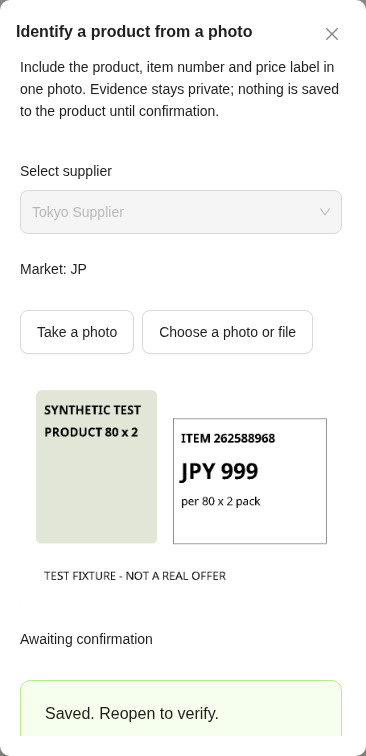 Identify a product from a photo
Include the product, item number and price label in
one photo. Evidence stays private; nothing is saved
to the product until confirmation.
Select supplier
Tokyo Supplier
Market: JP
Take a photo
Choose a photo or file
SYNTHETIC TEST
PRODUCT 80 x 2
ITEM 262588968
JPY 999
per 80 x 2 pack
TEST FIXTURE - NOT A REAL OFFER
Awaiting confirmation
Saved. Reopen to verify.